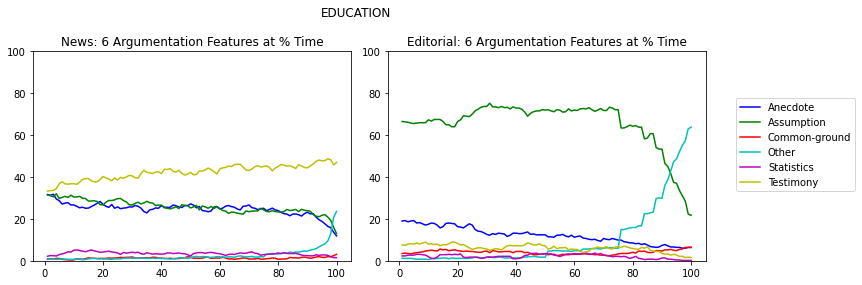 EDUCATION
News: 6 Argumentation Features at % Time
100
80
60
40
20
0
0 20 40 60 80 100
Editorial: 6 Argumentation Features at % Time
100
80
60
40
20
0
0 20 40 60 80 100
Anecdote
Assumption
Common-ground
Other
Statistics
Testimony